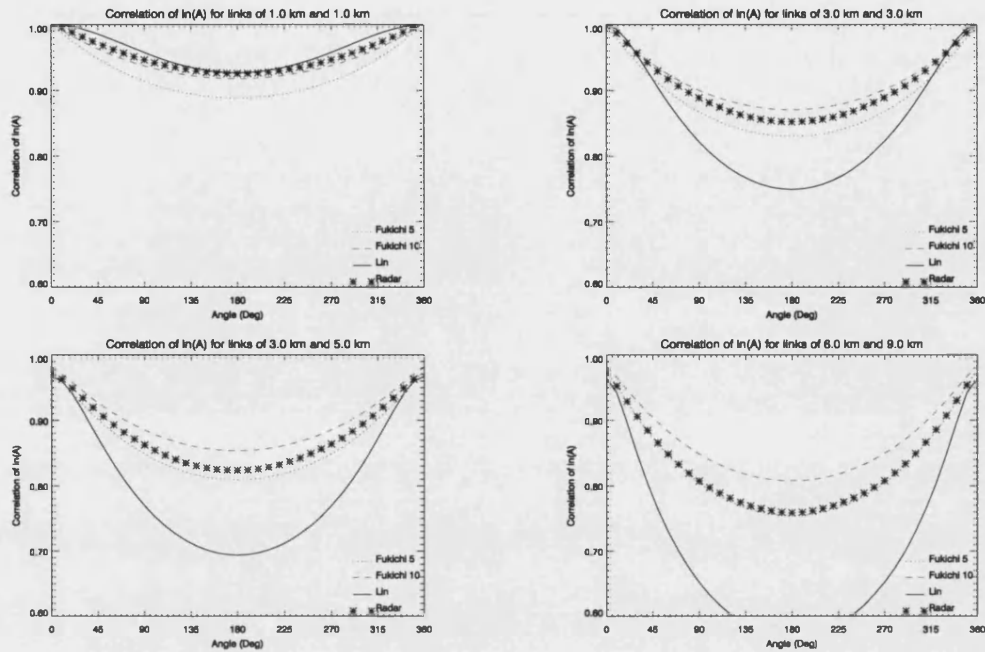 Correlation of ln(A) for links of 1.0 km and 1.0 km
Correlation of ln(A)
1.00
0.90
0.80
0.70
0.60
Fukichi 5
Fukichi 10
Lin
Radar
0 45 90 135 180 225 270 315 360
Angle (Deg)
Correlation of ln(A) for links of 3.0 km and 3.0 km
Correlation of ln(A)
1.00
0.90
0.80
0.70
0.60
Fukichi 5
Fukichi 10
Lin
Radar
0 45 90 135 180 225 270 315 360
Angle (Deg)
Correlation of ln(A) for links of 3.0 km and 5.0 km
Correlation of ln(A)
1.00
0.90
0.80
0.70
0.60
Fukichi 5
Fukichi 10
Lin
Radar
0 45 90 135 180 225 270 315 360
Angle (Deg)
Correlation of ln(A) for links of 6.0 km and 9.0 km
Correlation of ln(A)
1.00
0.90
0.80
0.70
0.60
Fukichi 5
Fukichi 10
Lin
Radar
0 45 90 135 180 225 270 315 360
Angle (Deg)